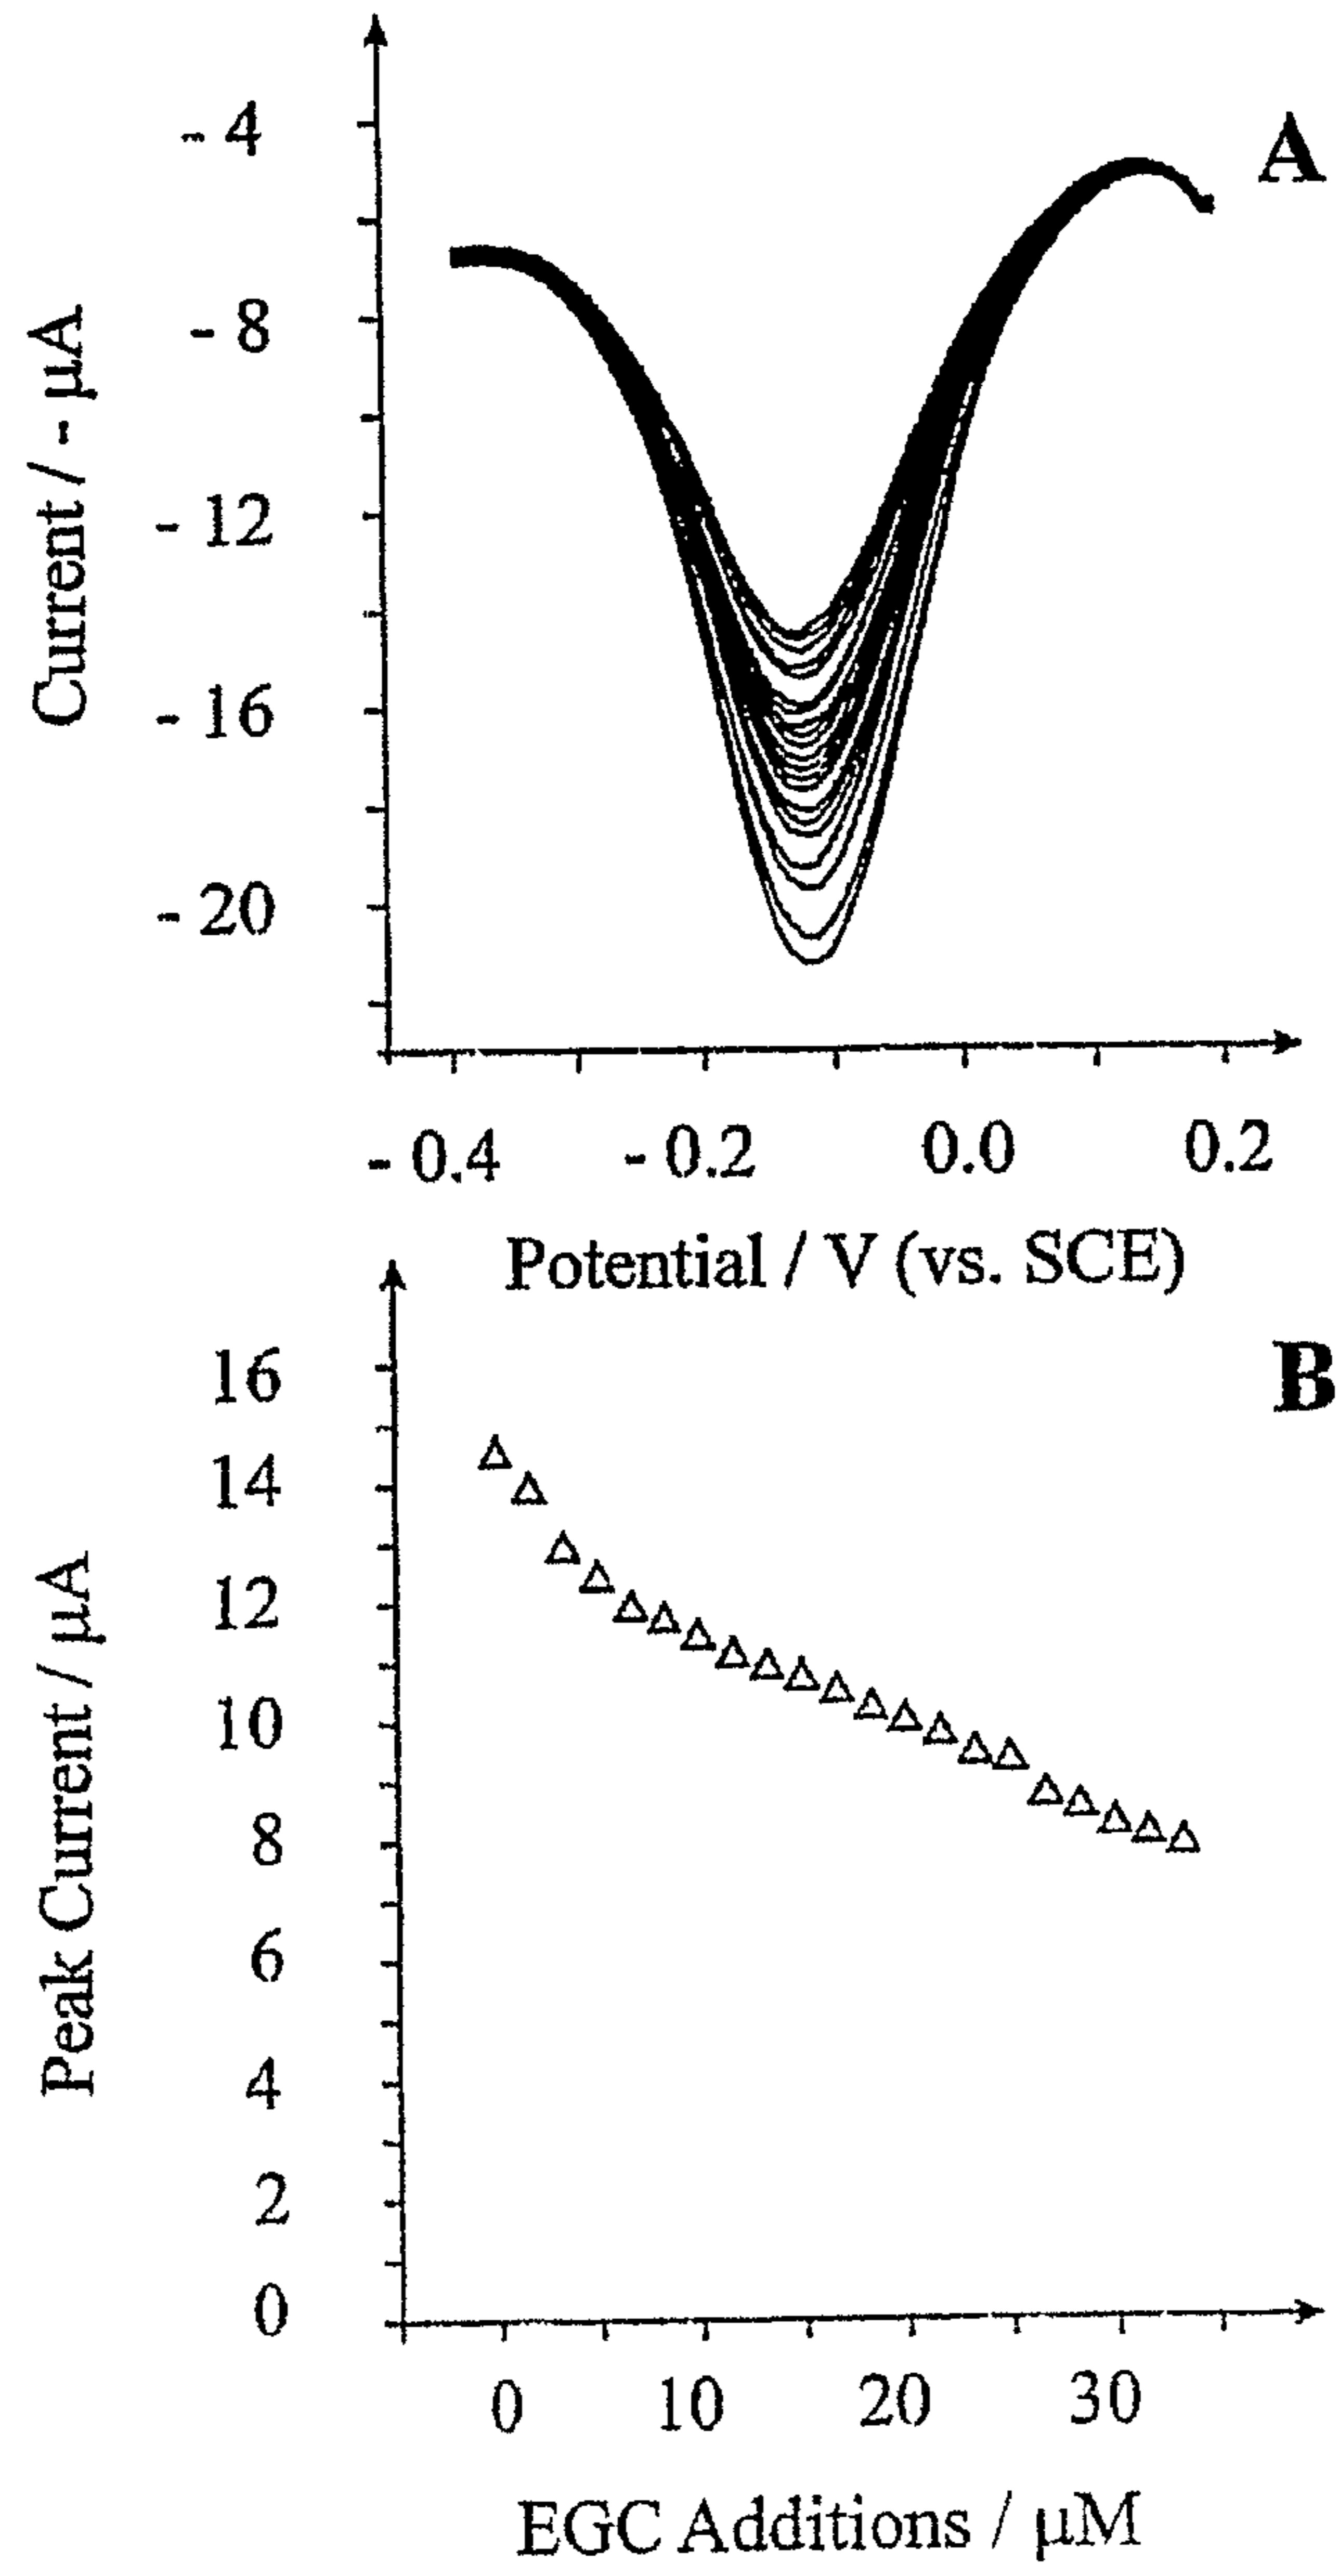 A
- 4
- 8
- 12
- 16
- 20
Current / - µA
- 0.4 - 0.2 0.0 0.2
Potential / V (vs. SCE)
B
16
14
12
10
8
6
4
2
0
Peak Current / µA
0 10 20 30
EGC Additions / µM